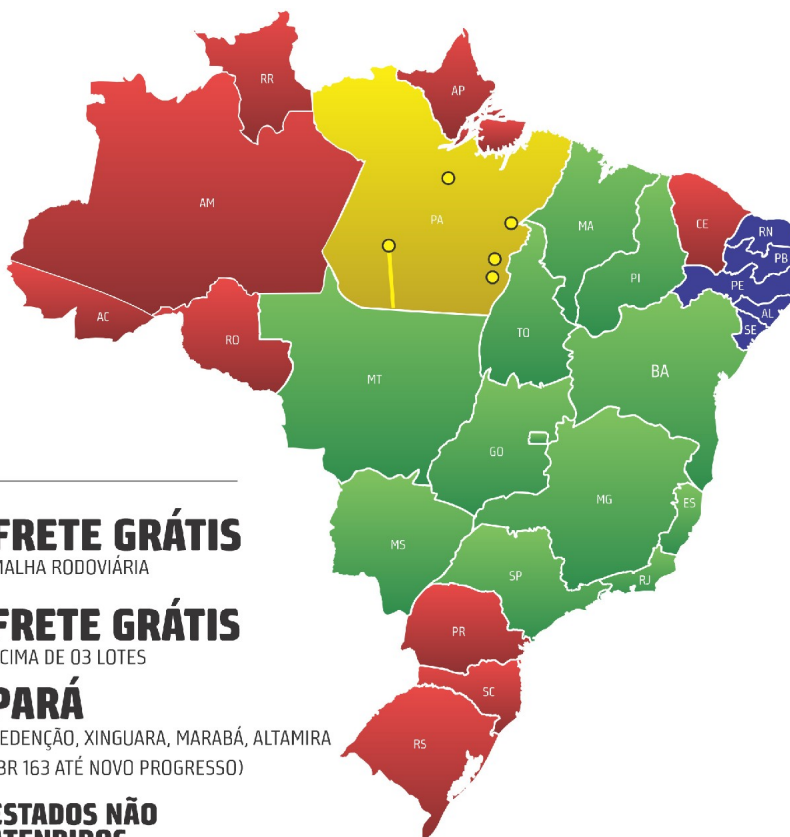 RR
AP
AM
PA
MA
CE
RN
PB
PI
PE
AL
SE
AC
RO
TO
MT
BA
GO
MG
ES
MS
SP
RJ
PR
SC
RS
FRETE GRÁTIS
MALHA RODOVIÁRIA
FRETE GRÁTIS
CIMA DE 03 LOTES
PARÁ
EDENÇÃO, XINGUARA, MARABÁ, ALTAMIRA
BR 163 ATÉ NOVO PROGRESSO)
ESTADOS NÃO
ATENDIDOS